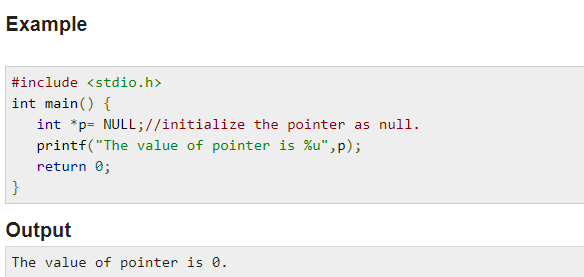 Example
#include <stdio.h>
int main() {
   int *p= NULL;//initialize the pointer as null.
   printf("The value of pointer is %u",p);
   return 0;
}
Output
The value of pointer is 0.